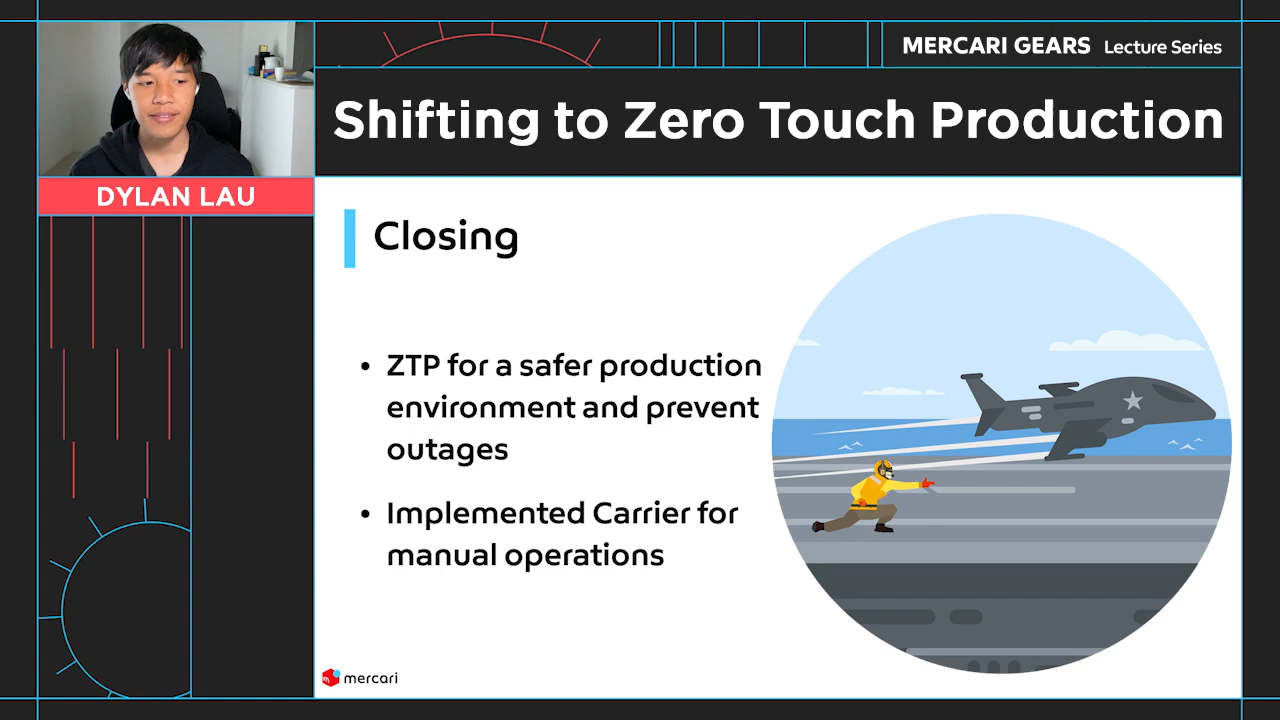 MERCARI GEARS Lecture Series
Shifting to Zero Touch Production
DYLAN LAU
Closing
• ZTP for a safer production
environment and prevent
outages
• Implemented Carrier for
manual operations
mercari